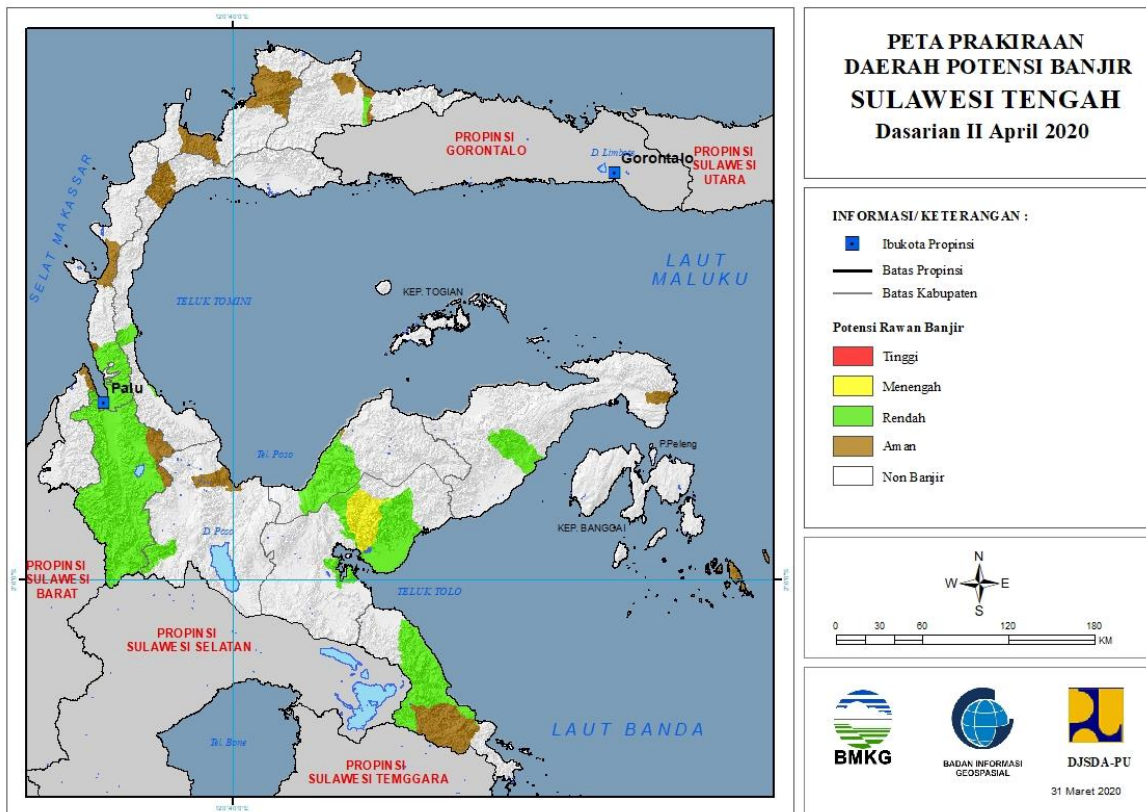 PETA PRAKIRAAN
DAERAH POTENSI BANJIR
SULAWESI TENGAH
Dasarian II April 2020
INFORMASI/ KETERANGAN :
Ibukota Propinsi
Batas Propinsi
Batas Kabupaten
Potensi Rawan Banjir
Tinggi
Menengah
Rendah
Aman
Non Banjir
N
W
E
S
0 30 60 120 180
KM
BMKG
BADAN INFORMASI
GEOSPASIAL
DJSDA-PU
31 Maret 2020
PROPINSI
GORONTALO
D. Limboto
Gorontalo
PROPINSI
SULAWESI
UTARA
SELAT MAKASSAR
LAUT
MALUKU
TELUK TOMINI
KEP. TOGIAN
Palu
Tel. Poso
P.Peleng
KEP. BANGGAI
D. Poso
PROPINSI
SULAWESI
BARAT
TELUK TOLO
PROPINSI
SULAWESI SELATAN
LAUT BANDA
Tel. Bone
PROPINSI
SULAWESI TEMGGARA